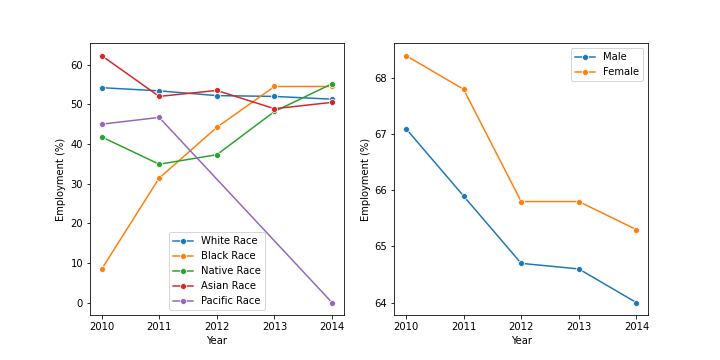 Employment (%)
60
50
40
30
20
10
0
White Race
Black Race
Native Race
Asian Race
Pacific Race
2010 2011 2012 2013 2014
Year
Employment (%)
68
67
66
65
64
Male
Female
2010 2011 2012 2013 2014
Year